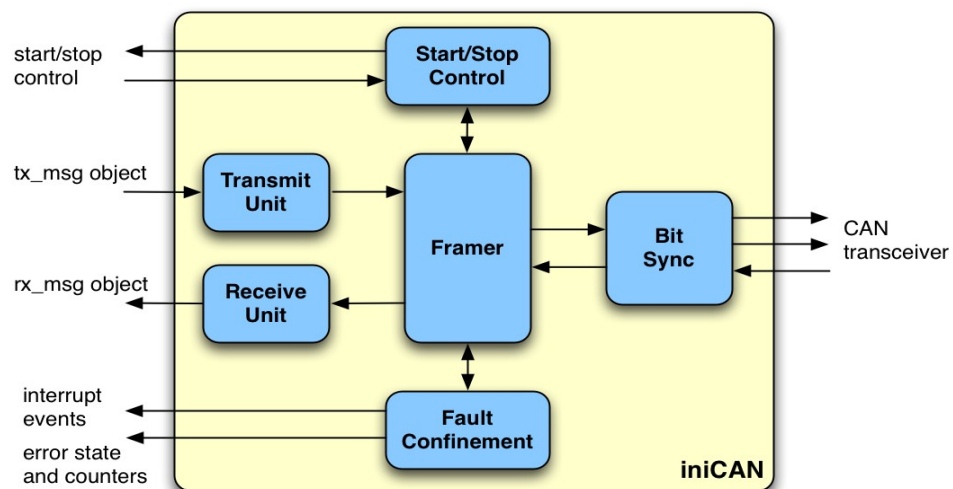 start/stop
control
Start/Stop
Control
tx_msg object
Transmit
Unit
Framer
Bit
Sync
CAN
transceiver
rx_msg object
Receive
Unit
interrupt
events
Fault
Confinement
error state
and counters
iniCAN